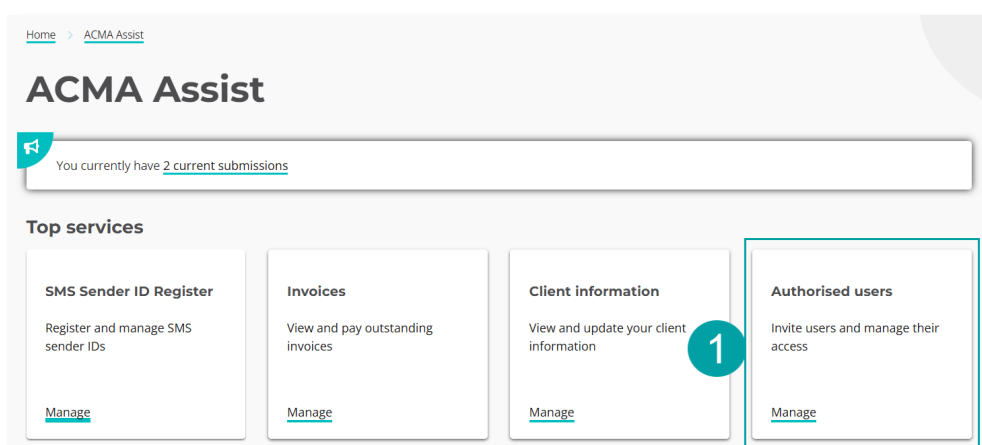 Home > ACMA Assist
ACMA Assist
You currently have 2 current submissions
Top services
SMS Sender ID Register
Register and manage SMS
sender IDs
Manage
Invoices
View and pay outstanding
invoices
Manage
Client information
View and update your client
information
Manage
1
Authorised users
Invite users and manage their
access
Manage